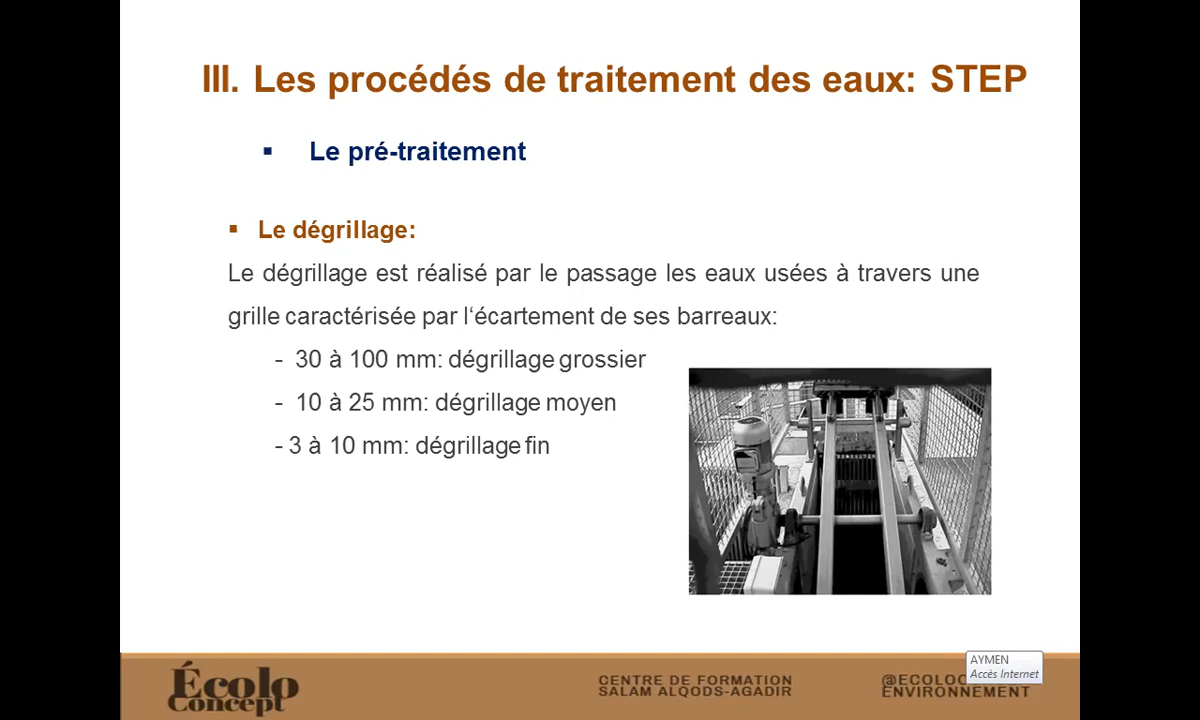 III. Les procédés de traitement des eaux: STEP
▪ Le pré-traitement
▪ Le dégrillage:
Le dégrillage est réalisé par le passage les eaux usées à travers une
grille caractérisée par l‘écartement de ses barreaux:
- 30 à 100 mm: dégrillage grossier
- 10 à 25 mm: dégrillage moyen
- 3 à 10 mm: dégrillage fin
Écolo
Concept
CENTRE DE FORMATION
SALAM ALQODS-AGADIR
ENVIRONNEMENT
AYMEN
Accès Internet